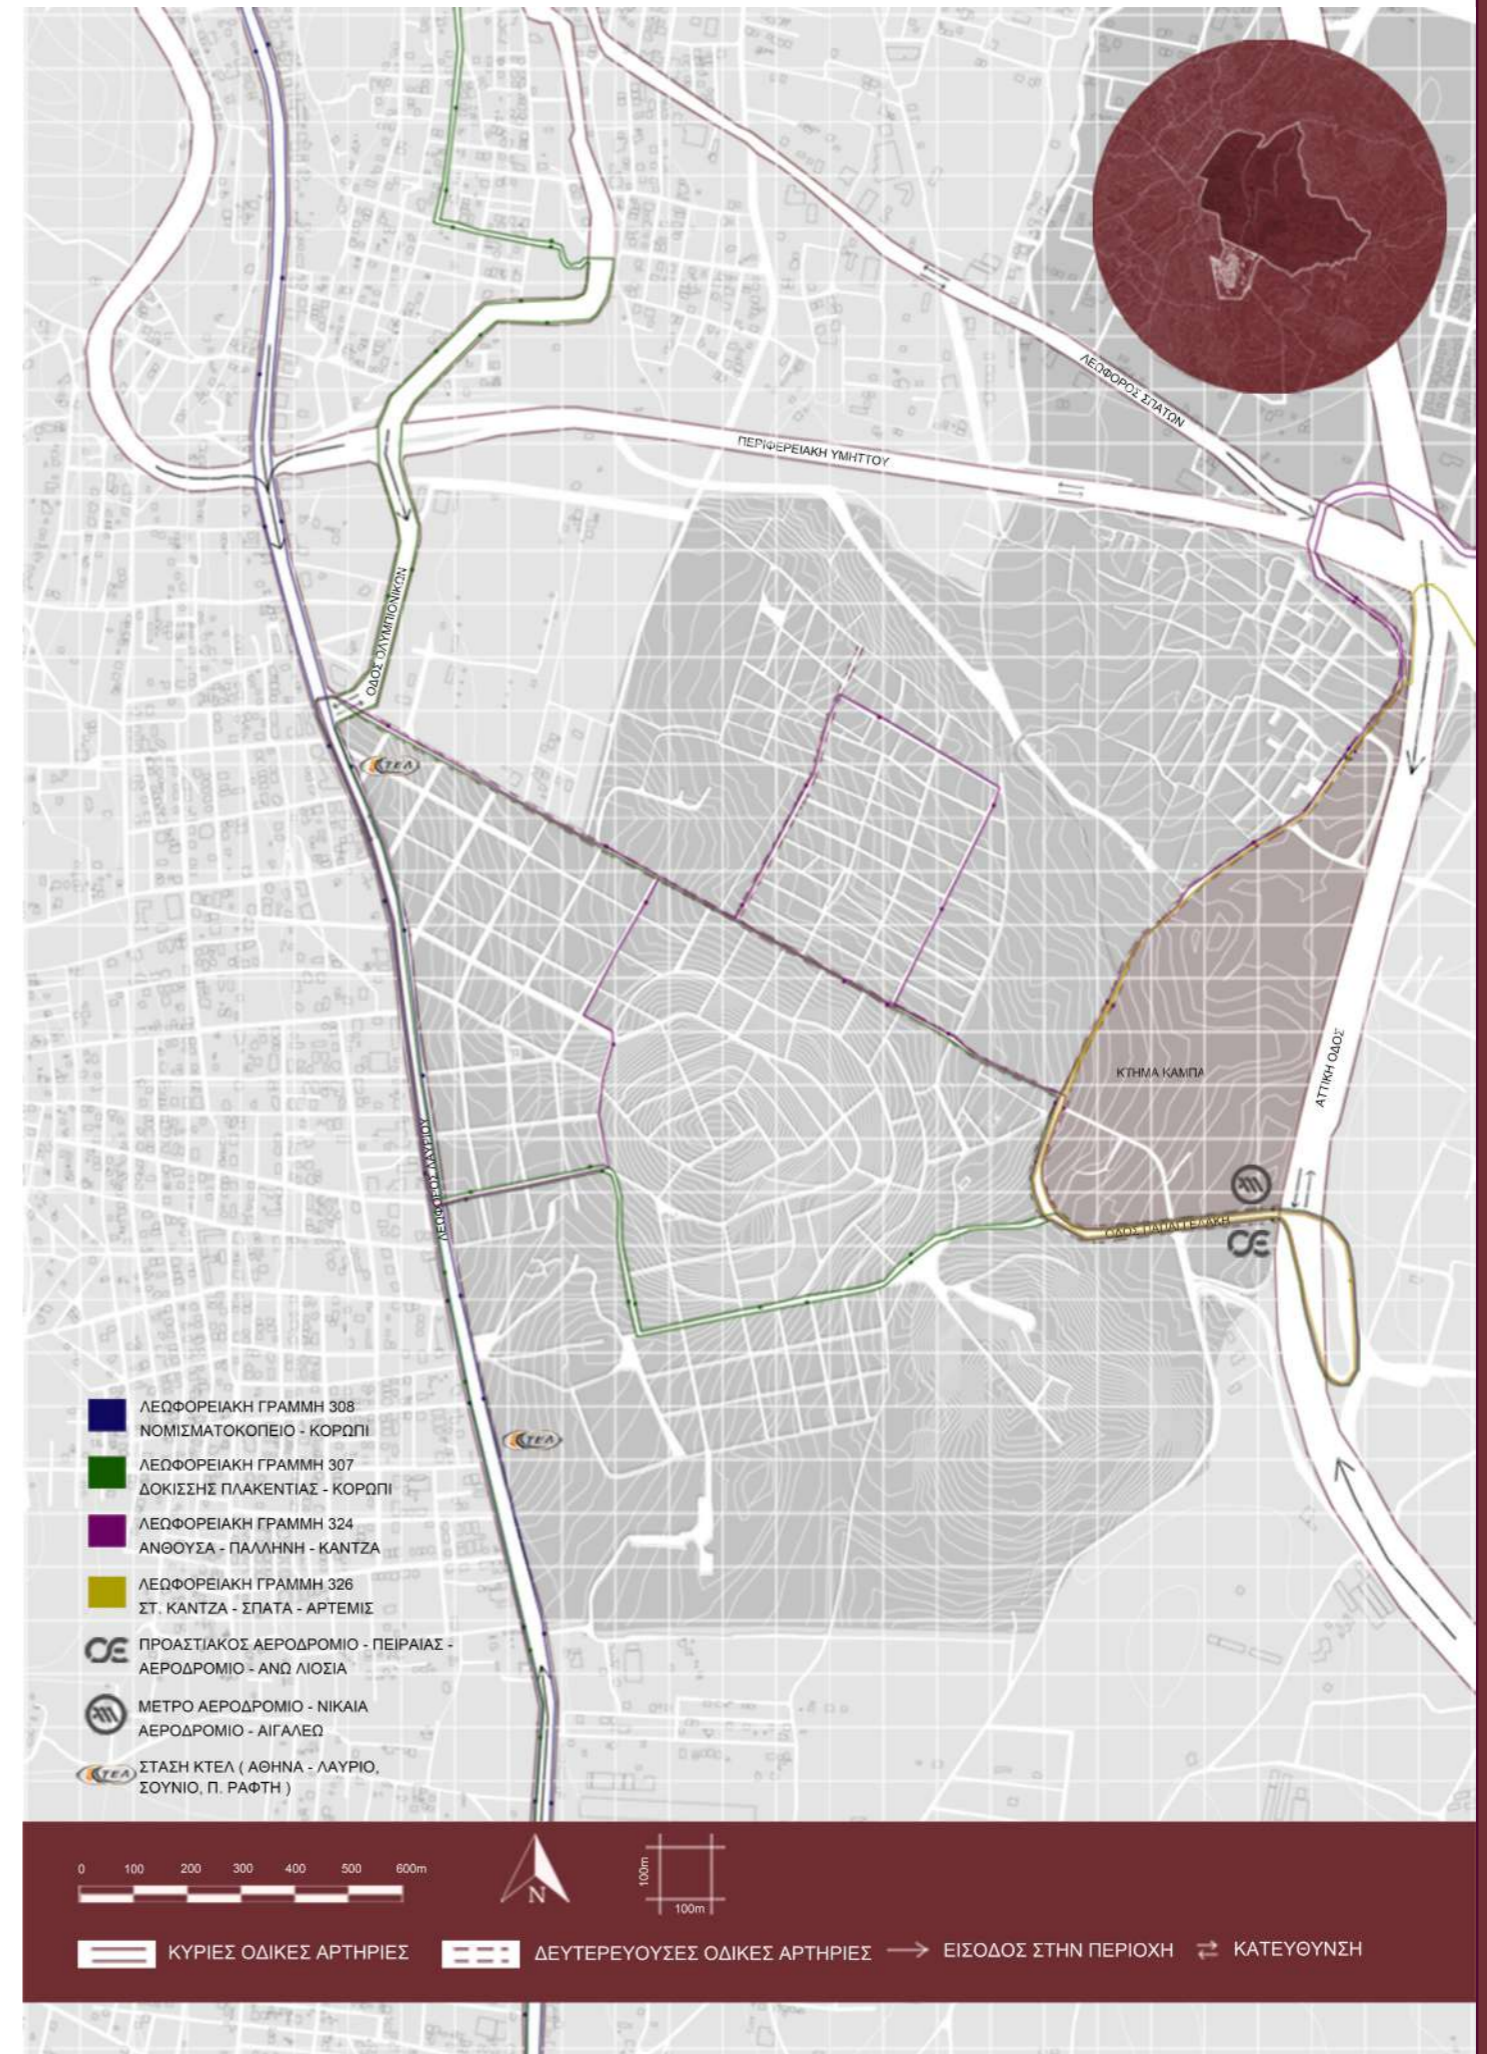 ΛΕΩΦΟΡΟΣ ΣΠΑΤΩΝ
ΠΕΡΙΦΕΡΕΙΑΚΗ ΥΜΗΤΤΟΥ
ΟΔΟΣ ΟΛΥΜΠΙΟΝΙΚΩΝ
ΚΤΕΛ
ΚΤΗΜΑ ΚΑΜΠΑ
ΑΤΤΙΚΗ ΟΔΟΣ
ΛΕΩΦΟΡΟΣ ΛΑΥΡΙΟΥ
ΟΔΟΣ ΠΑΠΑΓΓΕΛΑΚΗ
ΚΤΕΛ
ΛΕΩΦΟΡΕΙΑΚΗ ΓΡΑΜΜΗ 308
ΝΟΜΙΣΜΑΤΟΚΟΠΕΙΟ - ΚΟΡΩΠΙ
ΛΕΩΦΟΡΕΙΑΚΗ ΓΡΑΜΜΗ 307
ΔΟΚΙΣΣΗΣ ΠΛΑΚΕΝΤΙΑΣ - ΚΟΡΩΠΙ
ΛΕΩΦΟΡΕΙΑΚΗ ΓΡΑΜΜΗ 324
ΑΝΘΟΥΣΑ - ΠΑΛΛΗΝΗ - ΚΑΝΤΖΑ
ΛΕΩΦΟΡΕΙΑΚΗ ΓΡΑΜΜΗ 326
ΣΤ. ΚΑΝΤΖΑ - ΣΠΑΤΑ - ΑΡΤΕΜΙΣ
ΠΡΟΑΣΤΙΑΚΟΣ ΑΕΡΟΔΡΟΜΙΟ - ΠΕΙΡΑΙΑΣ -
ΑΕΡΟΔΡΟΜΙΟ - ΑΝΩ ΛΙΟΣΙΑ
ΜΕΤΡΟ ΑΕΡΟΔΡΟΜΙΟ - ΝΙΚΑΙΑ
ΑΕΡΟΔΡΟΜΙΟ - ΑΙΓΑΛΕΩ
ΚΤΕΛ ΣΤΑΣΗ ΚΤΕΛ ( ΑΘΗΝΑ - ΛΑΥΡΙΟ,
ΣΟΥΝΙΟ, Π. ΡΑΦΤΗ )
0 100 200 300 400 500 600m
N
100m
100m
ΚΥΡΙΕΣ ΟΔΙΚΕΣ ΑΡΤΗΡΙΕΣ
ΔΕΥΤΕΡΕΥΟΥΣΕΣ ΟΔΙΚΕΣ ΑΡΤΗΡΙΕΣ
ΕΙΣΟΔΟΣ ΣΤΗΝ ΠΕΡΙΟΧΗ
ΚΑΤΕΥΘΥΝΣΗ